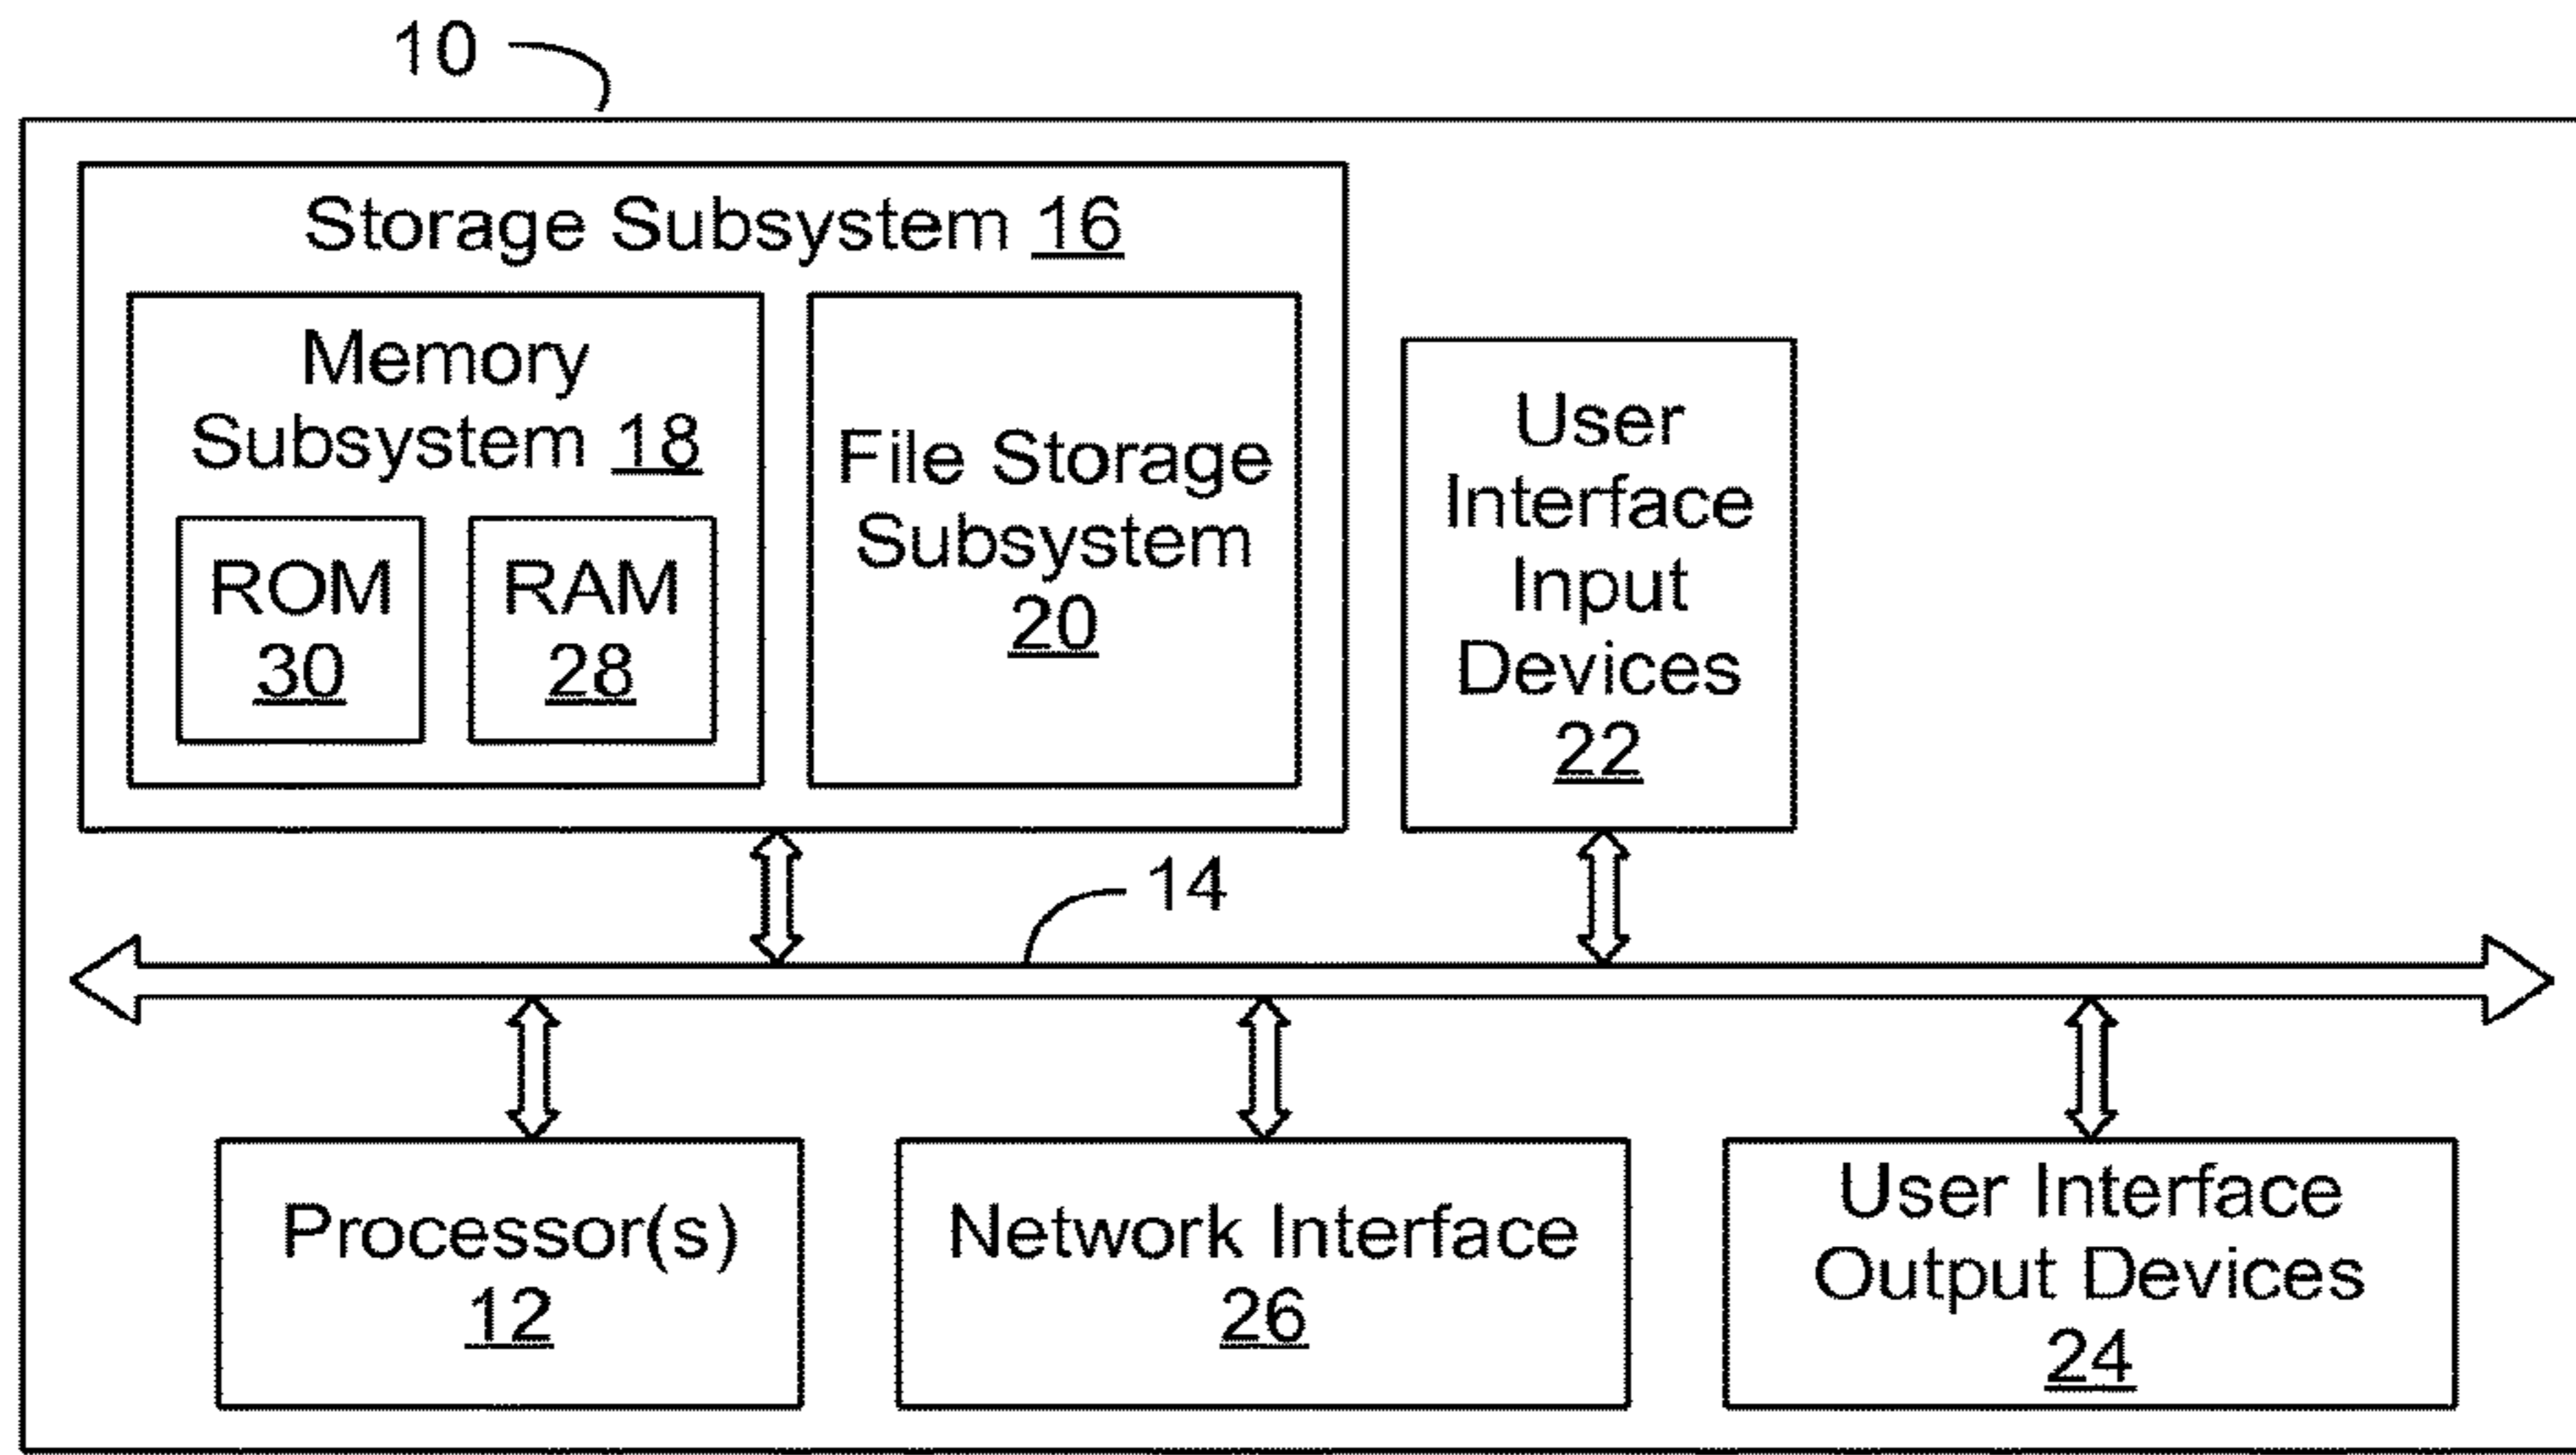 10
Storage Subsystem 16
Memory
Subsystem 18
ROM
30
RAM
28
File Storage
Subsystem
20
User
Interface
Input
Devices
22
14
Processor(s)
12
Network Interface
26
User Interface
Output Devices
24